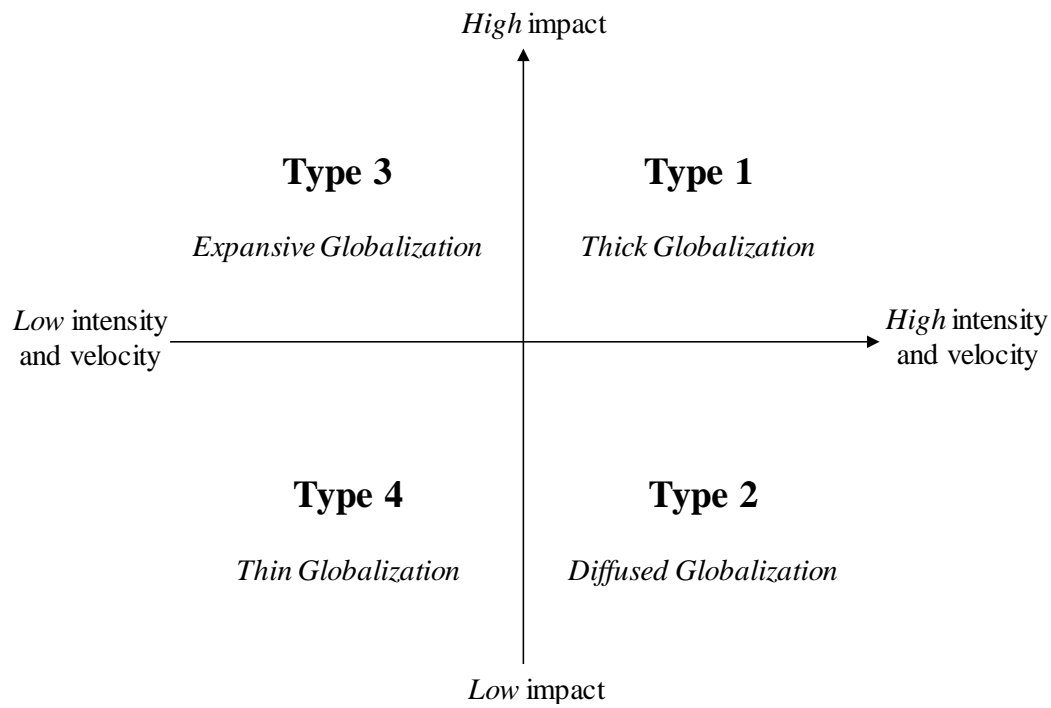 High impact
Type 3
Type 1
Expansive Globalization
Thick Globalization
Low intensity
and velocity
High intensity
and velocity
Type 4
Type 2
Thin Globalization
Diffused Globalization
Low impact